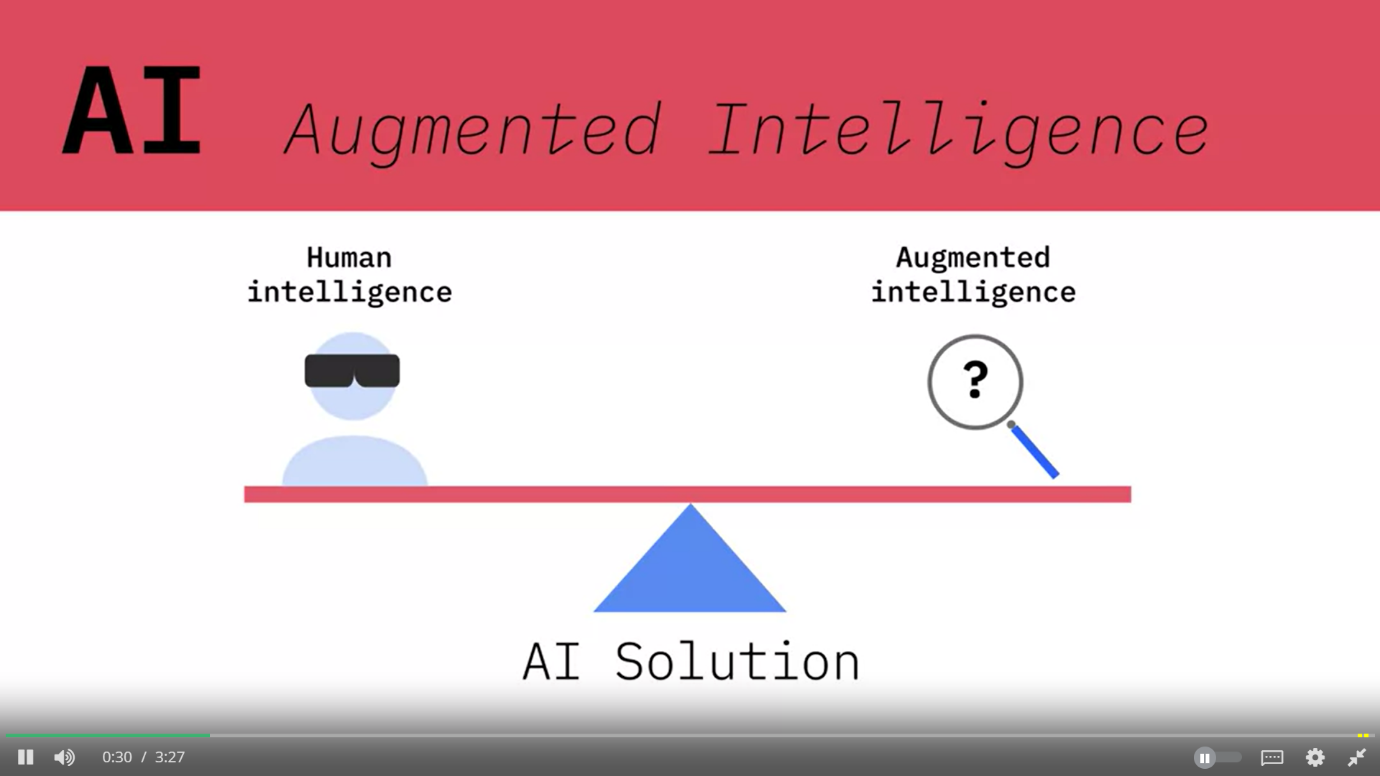 AI Augmented Intelligence
Human
intelligence
Augmented
intelligence
?
AI Solution
0:30 / 3:27